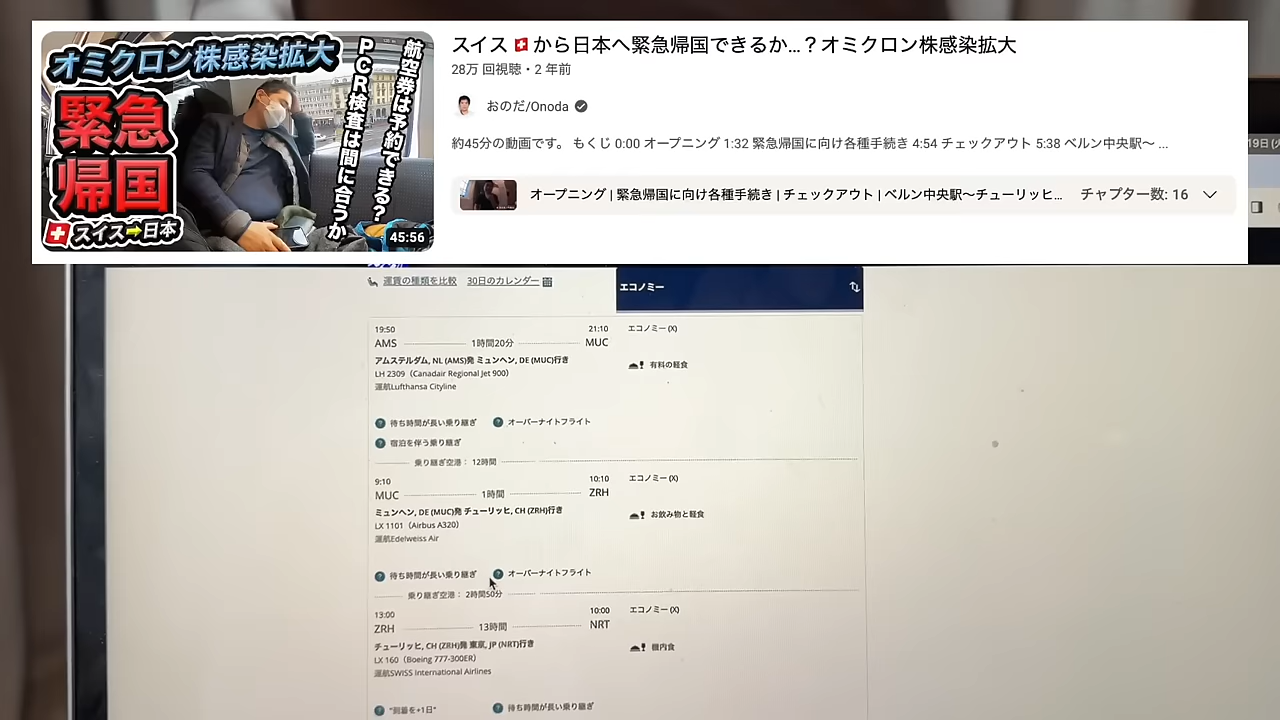 オミクロン株感染拡大
緊急
帰国
スイス➡日本
航空券は予約できる?
PCR検査は間に合うか
45:56
スイス🇨🇭から日本へ緊急帰国できるか…?オミクロン株感染拡大
28万 回視聴・2 年前
おのだ/Onoda
約45分の動画です。 もくじ 0:00 オープニング 1:32 緊急帰国に向け各種手続き 4:54 チェックアウト 5:38 ベルン中央駅〜 ...
オープニング | 緊急帰国に向け各種手続き | チェックアウト | ベルン中央駅〜チューリッヒ... チャプター数: 16
運賃の種類を比較 30日のカレンダー
エコノミー
19:50 21:10 エコノミー (X)
AMS 1時間20分 MUC
アムステルダム, NL (AMS)発 ミュンヘン, DE (MUC)行き
有料の軽食
LH 2309（Canadair Regional Jet 900）
運航Lufthansa Cityline
待ち時間が長い乗り継ぎ オーバーナイトフライト
宿泊を伴う乗り継ぎ
乗り継ぎ空港： 12時間
9:10 10:10 エコノミー (X)
MUC 1時間 ZRH
ミュンヘン, DE (MUC)発 チューリッヒ, CH (ZRH)行き
お飲み物と軽食
LX 1101（Airbus A320）
運航Edelweiss Air
待ち時間が長い乗り継ぎ オーバーナイトフライト
乗り継ぎ空港： 2時間50分
13:00 10:00 エコノミー (X)
ZRH 13時間 NRT
チューリッヒ, CH (ZRH)発 東京, JP (NRT)行き
機内食
LX 160（Boeing 777-300ER）
運航SWISS International Airlines
"到着を+1日" 待ち時間が長い乗り継ぎ